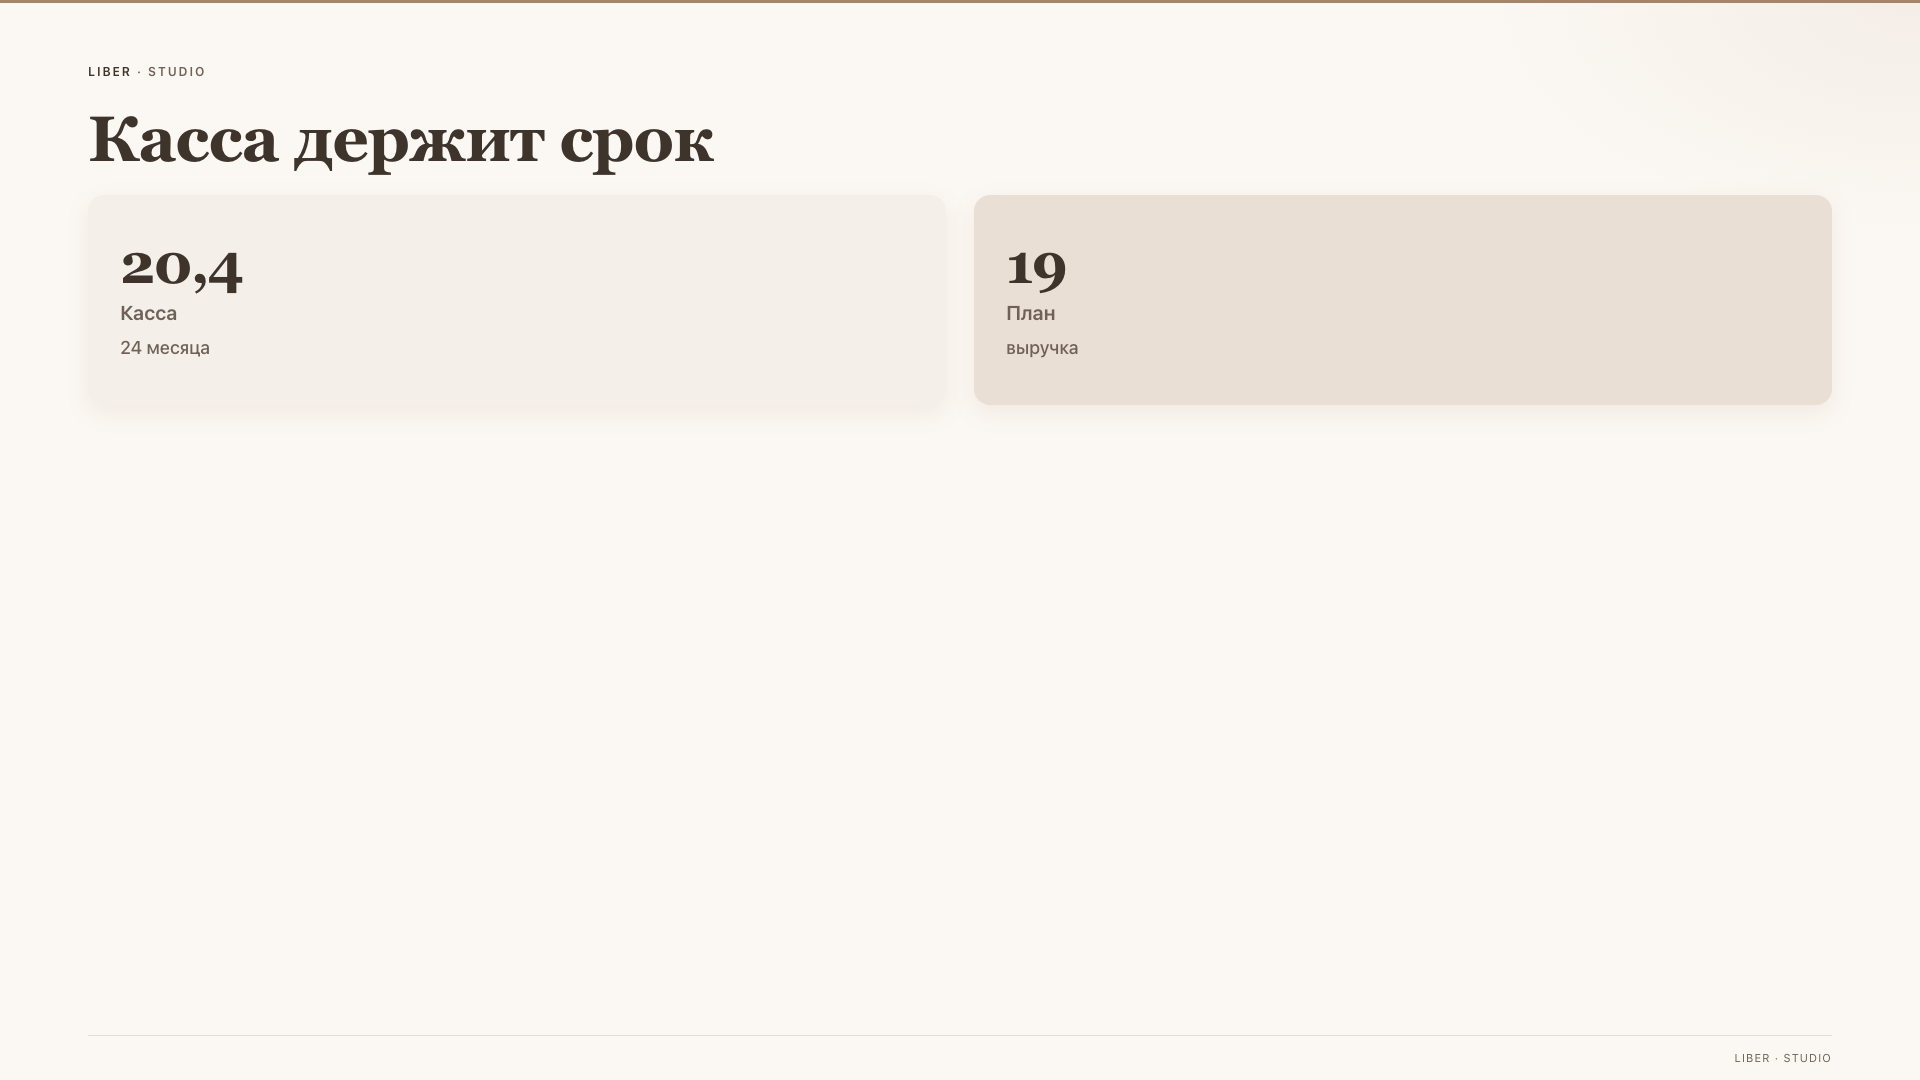 LIBER · STUDIO
Касса держит срок
20,4
Касса
24 месяца
19
План
выручка
LIBER · STUDIO